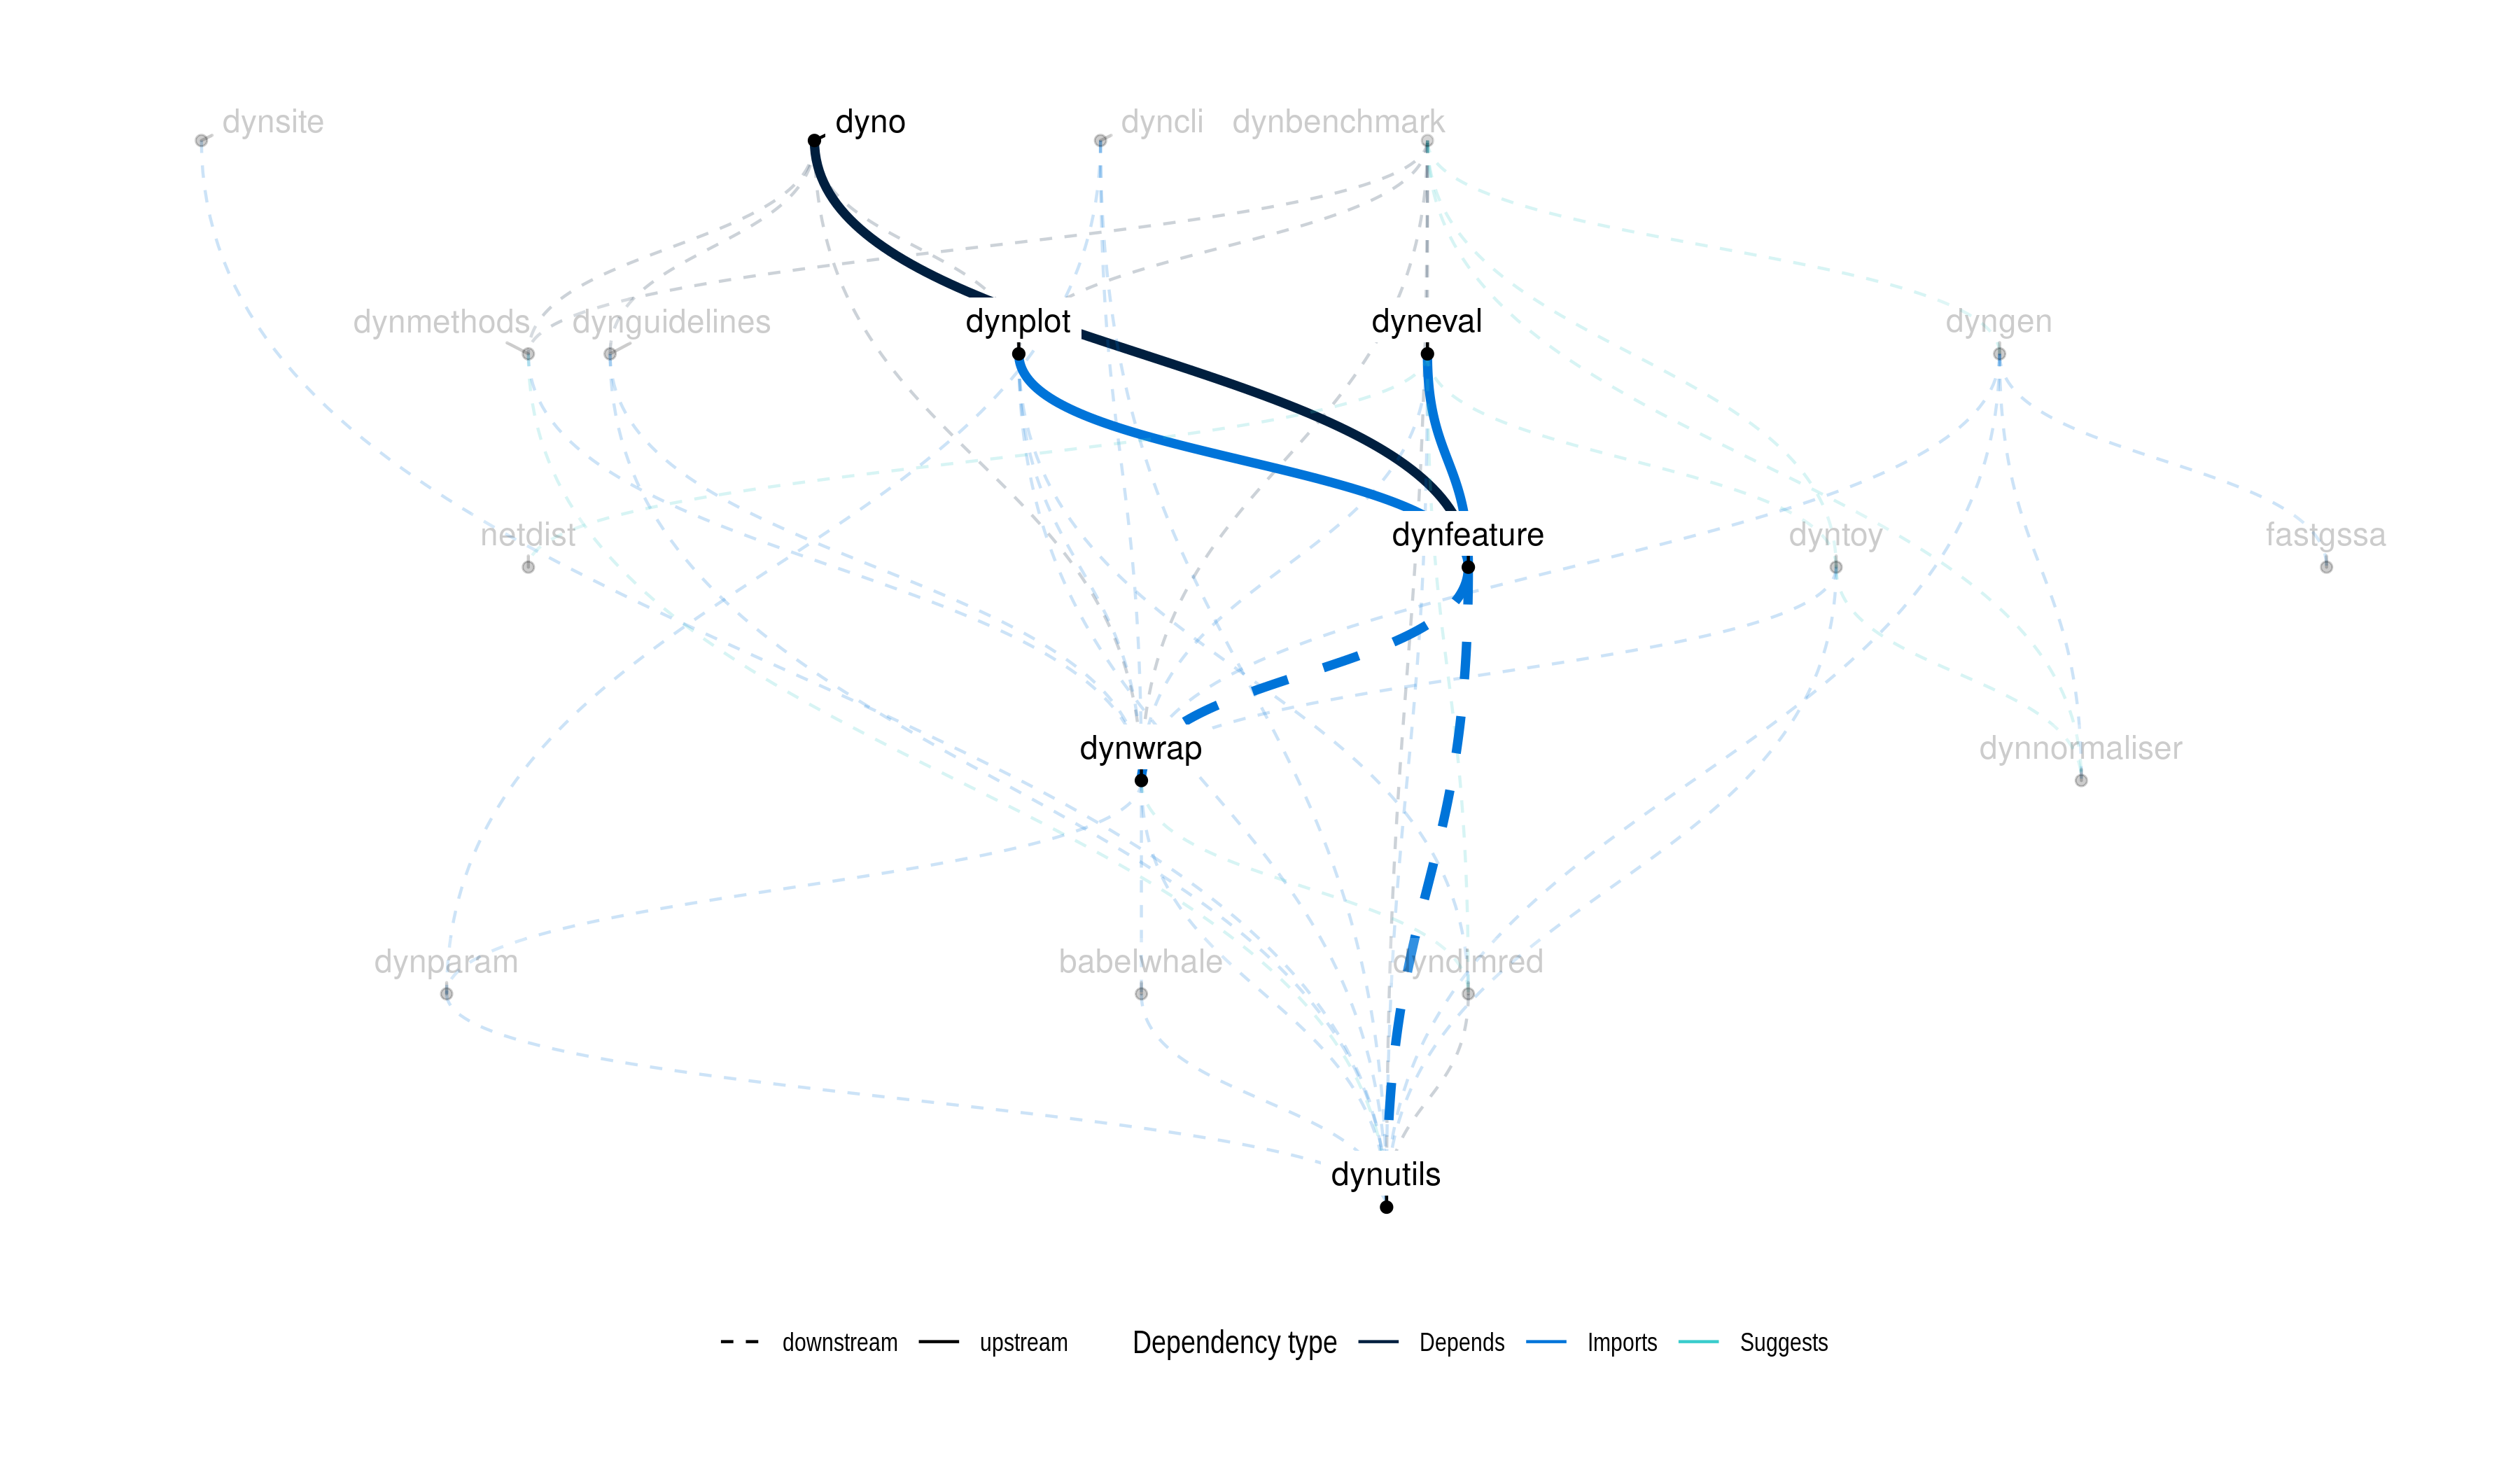 dynsite
dyno
dyncli
dynbenchmark
dynmethods
dynguidelines
dynplot
dyneval
dyngen
netdist
dynfeature
dyntoy
fastgssa
dynwrap
dynnormaliser
dynparam
babelwhale
dyndimred
dynutils
downstream upstream Dependency type Depends Imports Suggests